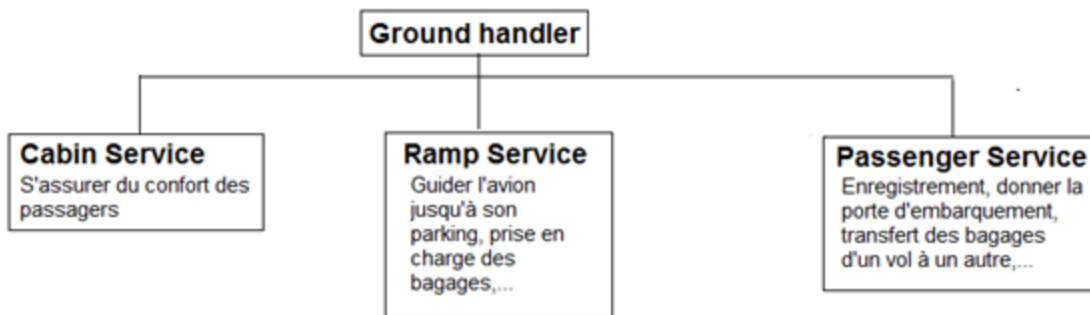 Ground handler
Cabin Service
S'assurer du confort des
passagers
Ramp Service
Guider l'avion
jusqu'à son
parking, prise en
charge des
bagages,...
Passenger Service
Enregistrement, donner la
porte d'embarquement,
transfert des bagages
d'un vol à un autre,...